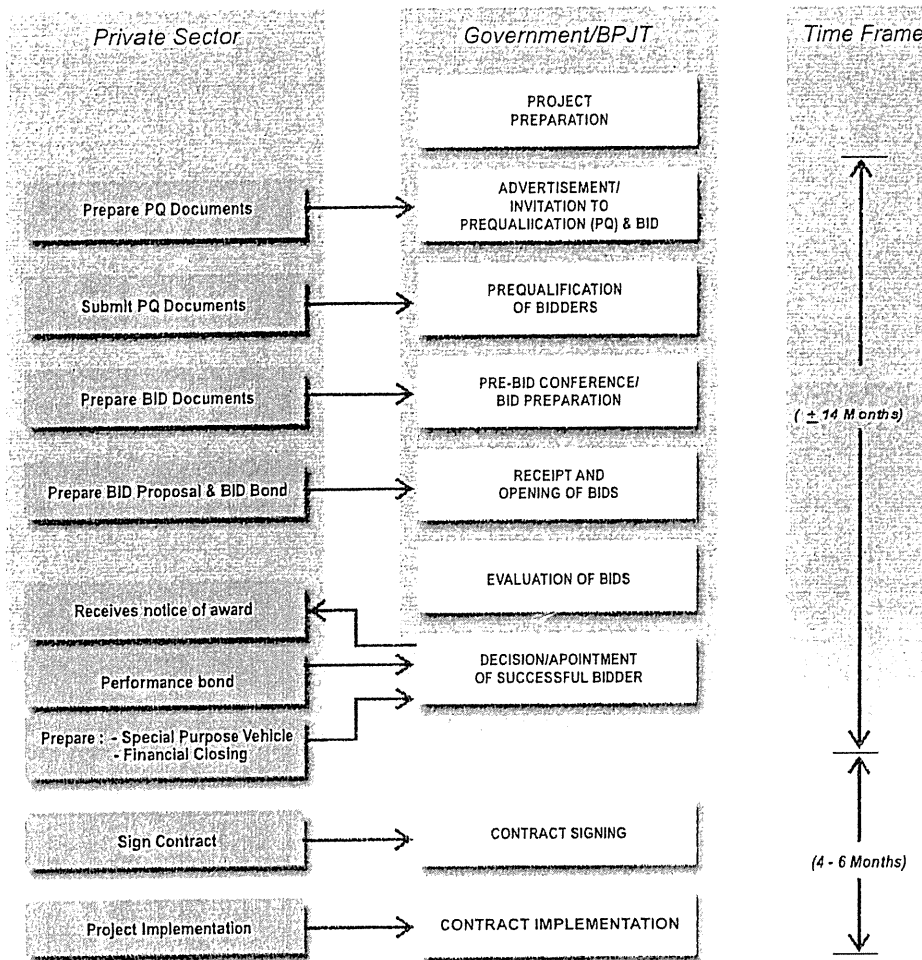 Private Sector
Government/BPJT
Time Frame
PROJECT
PREPARATION
Prepare PQ Documents
ADVERTISEMENT/
INVITATION TO
PREQUALIICATION (PQ) & BID
Submit PQ Documents
PREQUALIFICATION
OF BIDDERS
Prepare BID Documents
PRE-BID CONFERENCE/
BID PREPARATION
( ± 14 Months)
Prepare BID Proposal & BID Bond
RECEIPT AND
OPENING OF BIDS
EVALUATION OF BIDS
Receives notice of award
Performance bond
DECISION/APOINTMENT
OF SUCCESSFUL BIDDER
Prepare : - Special Purpose Vehicle
- Financial Closing
Sign Contract
CONTRACT SIGNING
(4 - 6 Months)
Project Implementation
CONTRACT IMPLEMENTATION